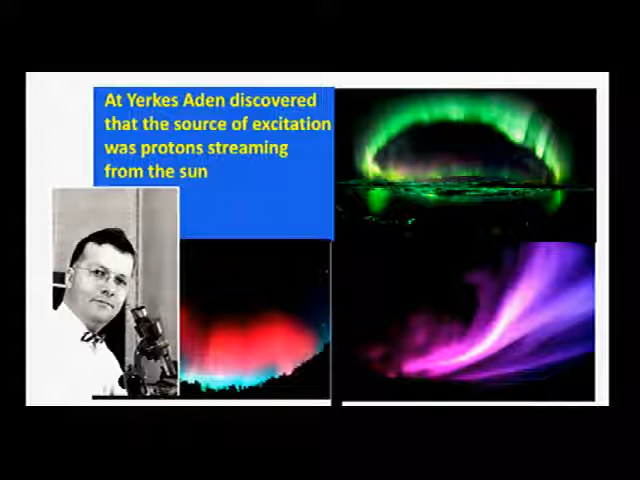 At Yerkes Aden discovered
that the source of excitation
was protons streaming
from the sun